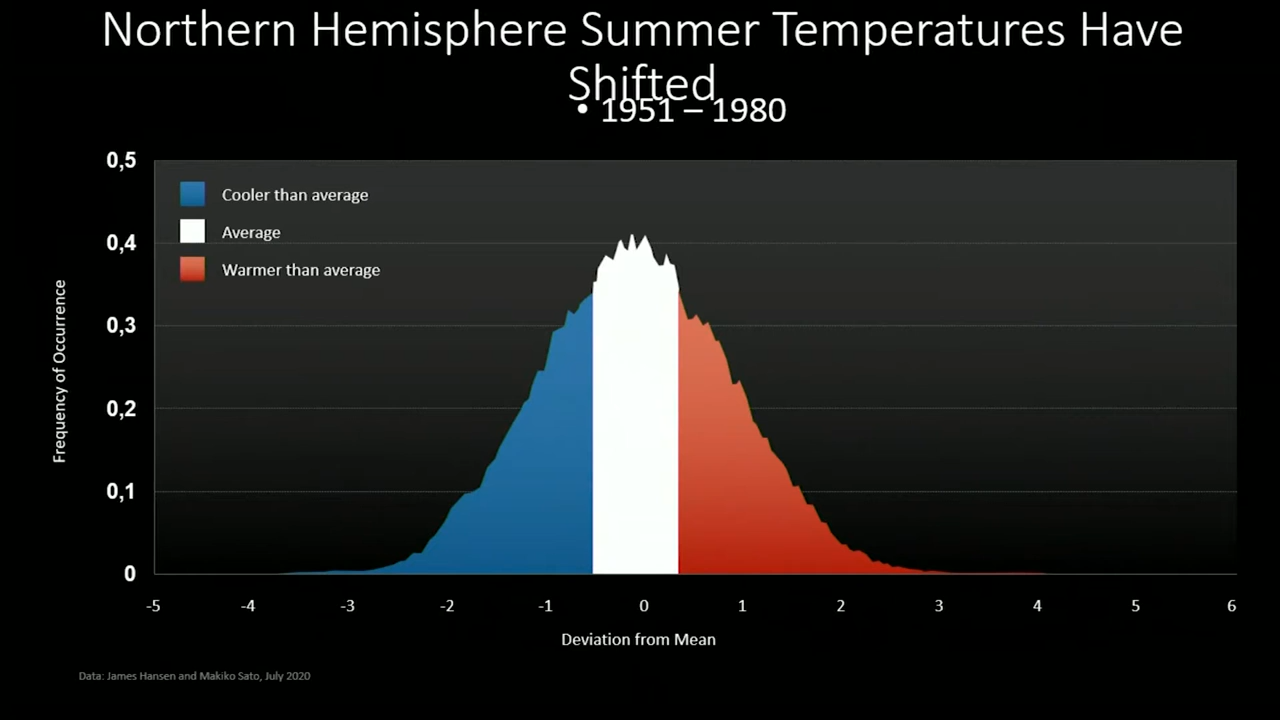 Northern Hemisphere Summer Temperatures Have
Shifted
• 1951 – 1980
0,5
0,4
0,3
0,2
0,1
0
Cooler than average
Average
Warmer than average
Frequency of Occurrence
-5 -4 -3 -2 -1 0 1 2 3 4 5 6
Deviation from Mean
Data: James Hansen and Makiko Sato, July 2020